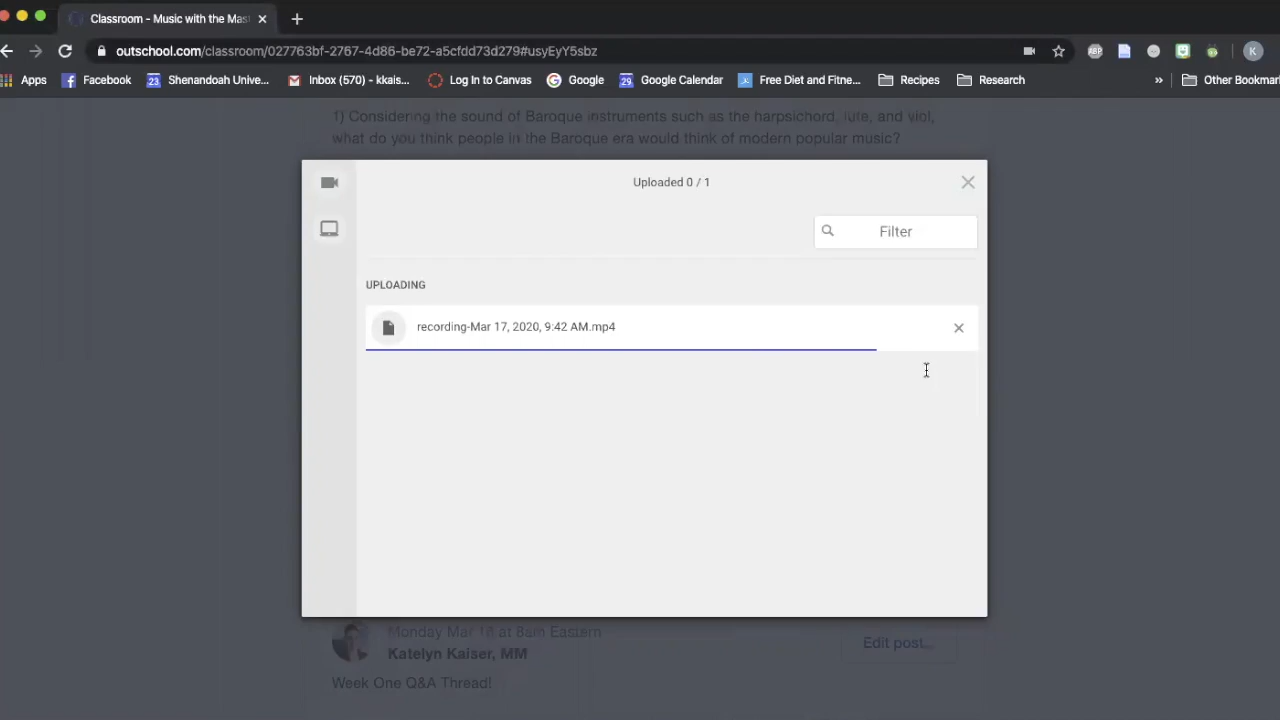 Classroom - Music with the Mas
outschool.com/classroom/027763bf-2767-4d86-be72-a5cfdd73d279#usyEyY5sbz
ABP
K
Apps Facebook 23 Shenandoah Unive... Inbox (570) - kkais... Log In to Canvas Google 29 Google Calendar Free Diet and Fitne... Recipes Research » Other Bookmar
1) Considering the sound of Baroque instruments such as the harpsichord, lute, and viol,
what do you think people in the Baroque era would think of modern popular music?
Uploaded 0 / 1
Filter
UPLOADING
recording-Mar 17, 2020, 9:42 AM.mp4
Monday Mar 16 at 8am Eastern
Edit post...
Katelyn Kaiser, MM
Week One Q&A Thread!